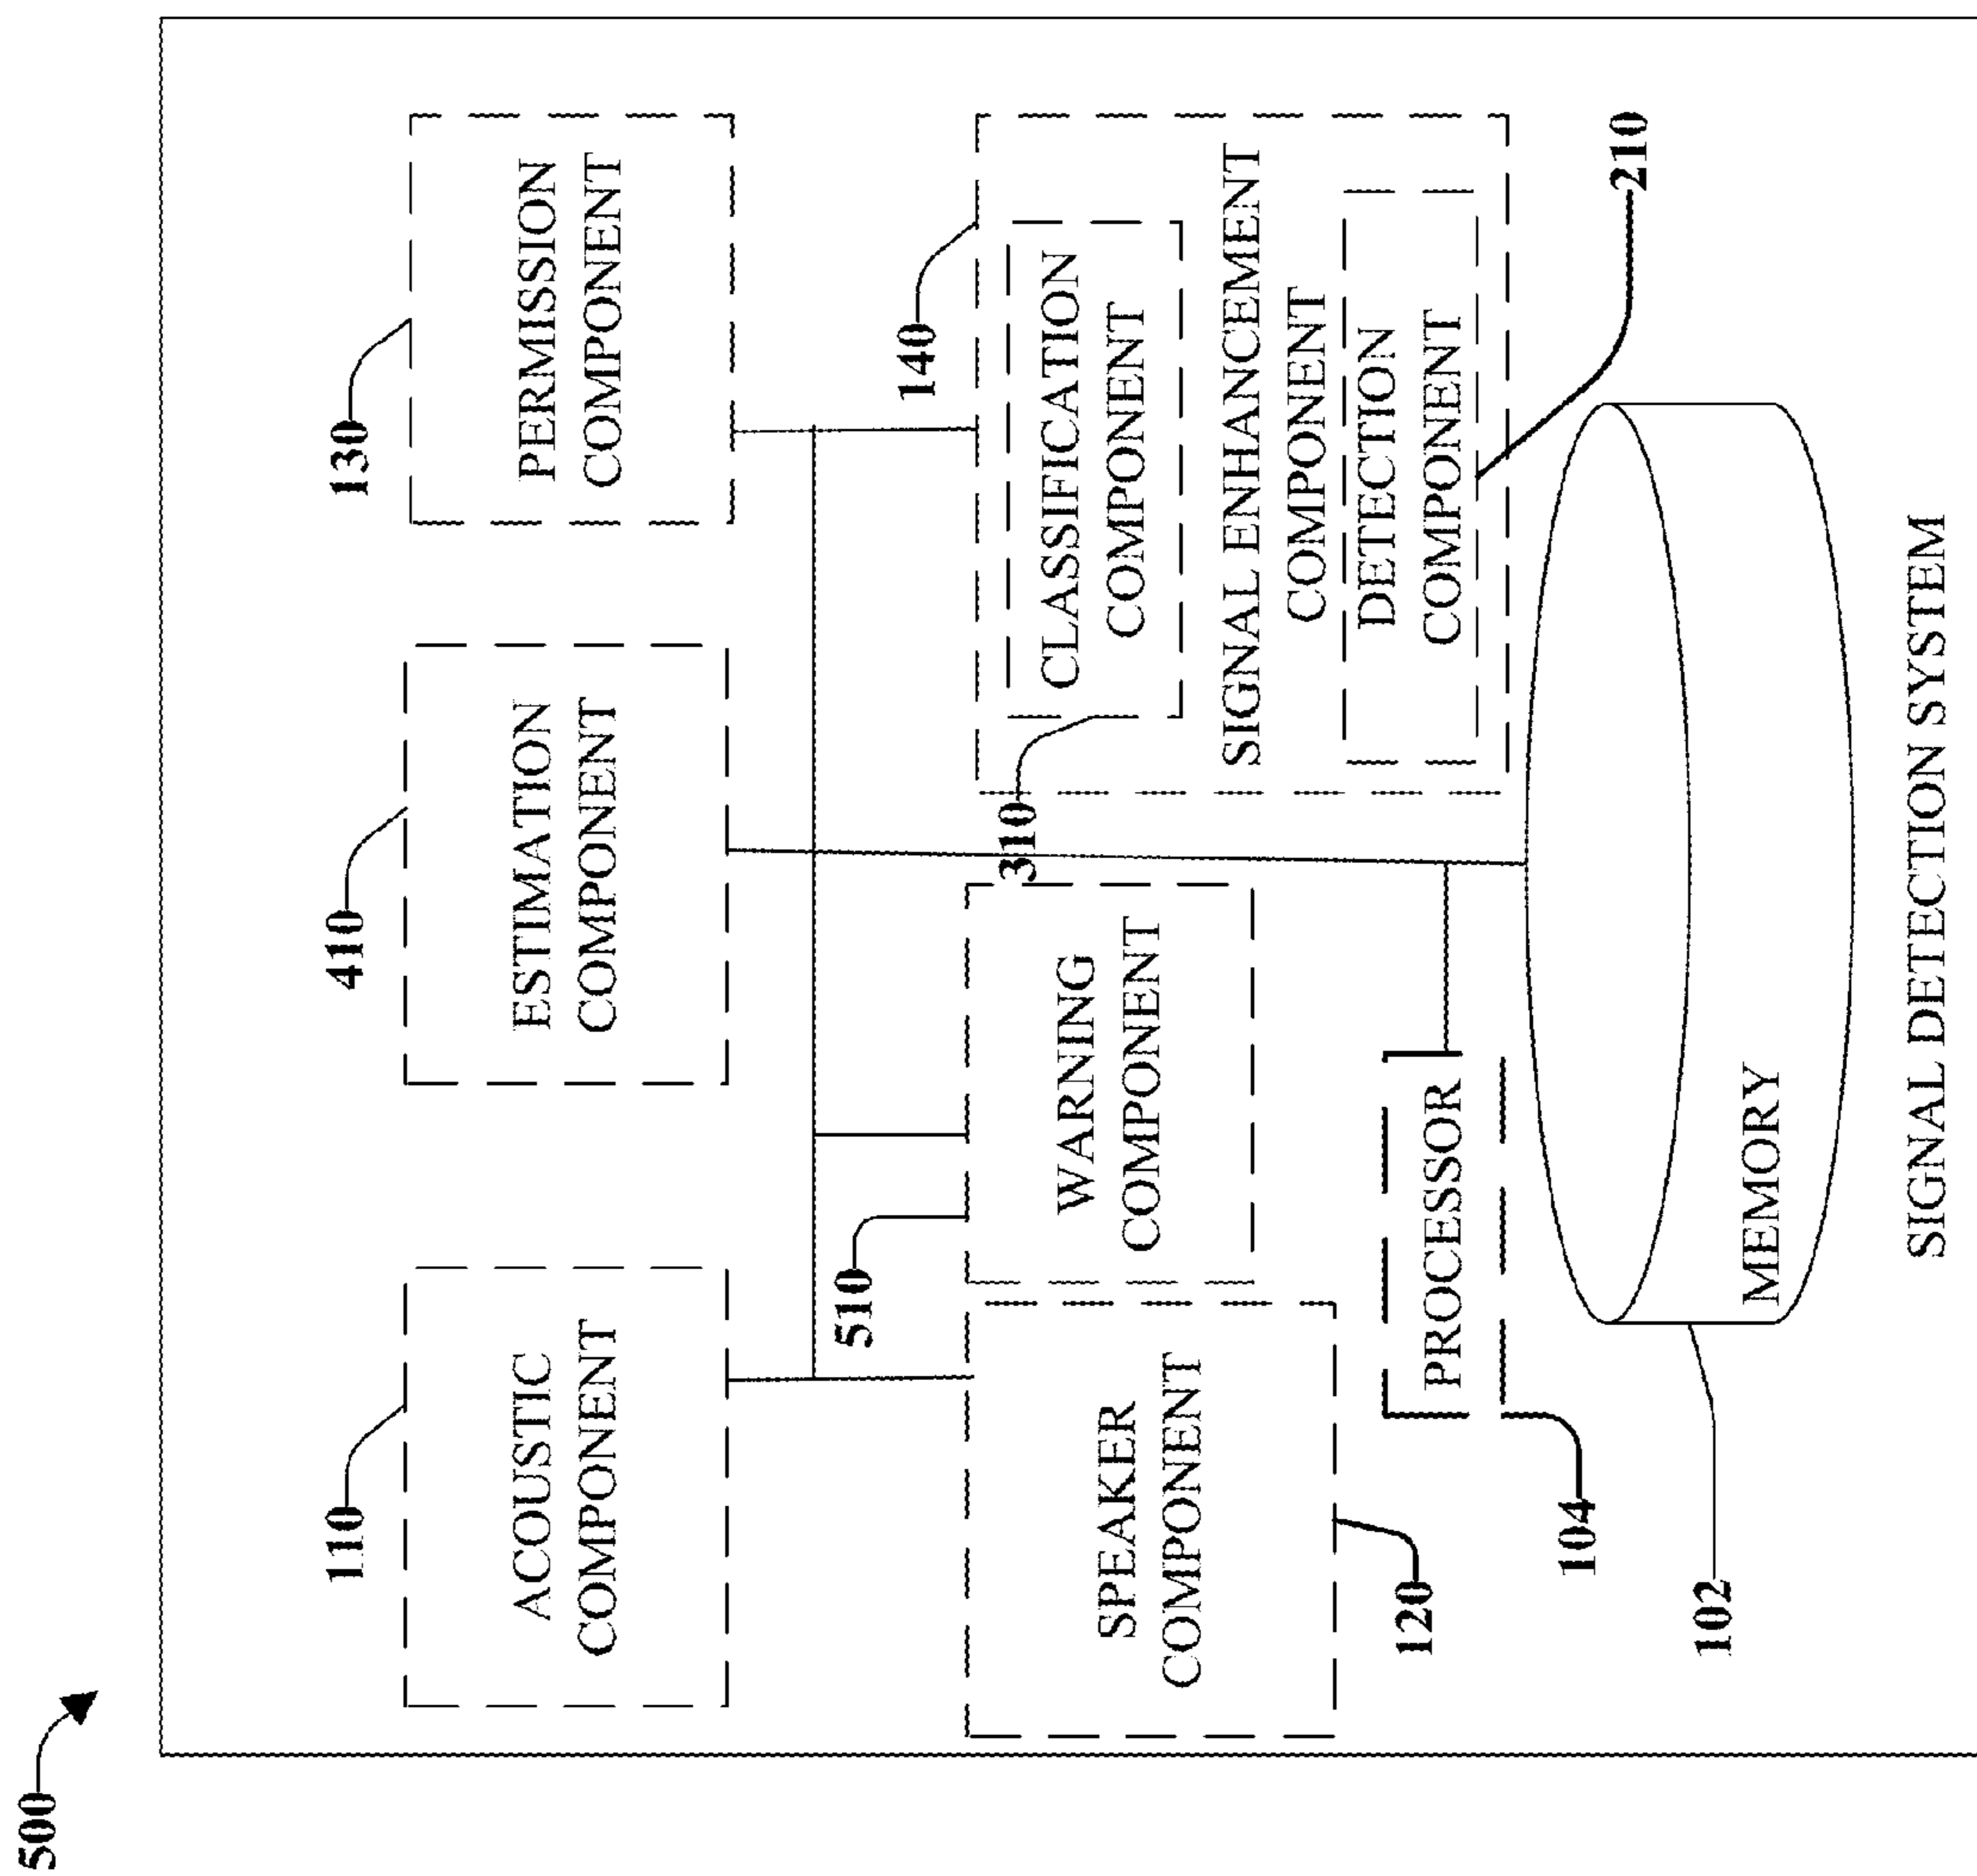 500
110
ACOUSTIC
COMPONENT
410
ESTIMATION
COMPONENT
130
PERMISSION
COMPONENT
510
140
SPEAKER
COMPONENT
120
WARNING
COMPONENT
310
CLASSIFICATION
COMPONENT
SIGNAL ENHANCEMENT
COMPONENT
DETECTION
COMPONENT
210
PROCESSOR
104
MEMORY
102
SIGNAL DETECTION SYSTEM